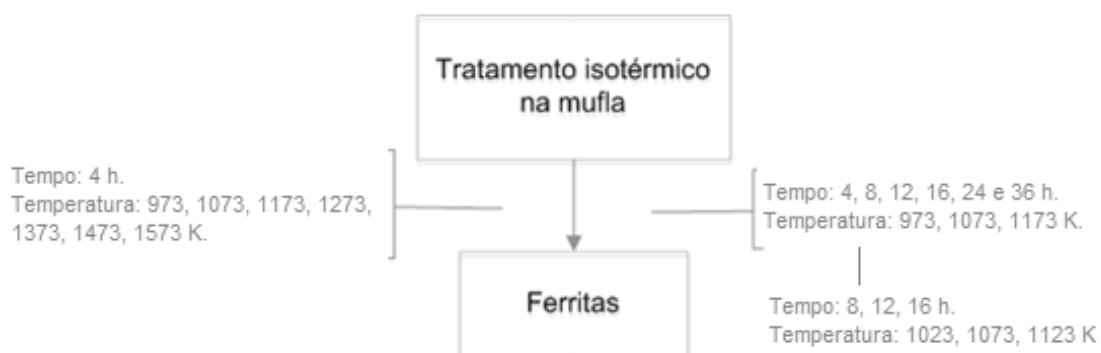 Tratamento isotérmico
na mufla
Tempo: 4 h.
Temperatura: 973, 1073, 1173, 1273,
1373, 1473, 1573 K.
Tempo: 4, 8, 12, 16, 24 e 36 h.
Temperatura: 973, 1073, 1173 K.
Ferritas
Tempo: 8, 12, 16 h.
Temperatura: 1023, 1073, 1123 K